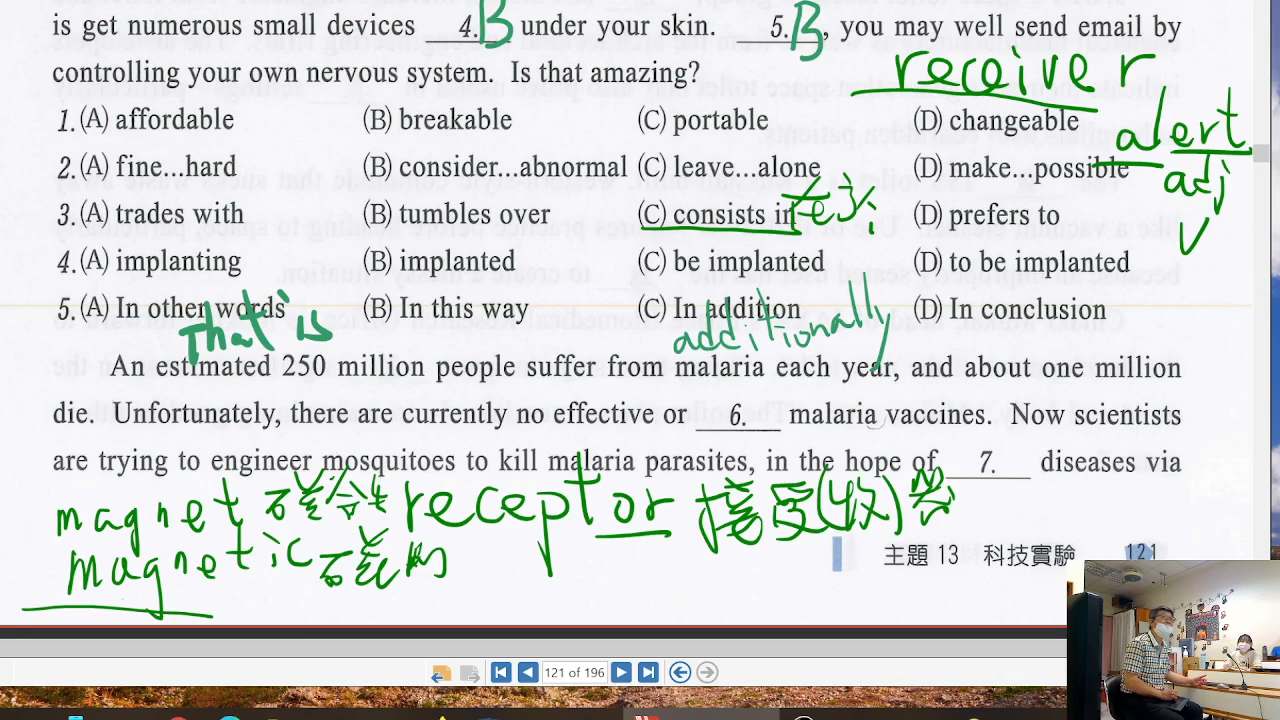 is get numerous small devices 4. B under your skin. 5. B, you may well send email by
controlling your own nervous system. Is that amazing?
receiver
1. (A) affordable (B) breakable (C) portable (D) changeable
alert
2. (A) fine…hard (B) consider…abnormal (C) leave…alone (D) make…possible
adj
3. (A) trades with (B) tumbles over (C) consists in 在於 (D) prefers to
4. (A) implanting (B) implanted (C) be implanted (D) to be implanted
5. (A) In other words (B) In this way (C) In addition (D) In conclusion
that is additionally
An estimated 250 million people suffer from malaria each year, and about one million
die. Unfortunately, there are currently no effective or 6. malaria vaccines. Now scientists
are trying to engineer mosquitoes to kill malaria parasites, in the hope of 7. diseases via
magnet 磁鐵 receptor 接受(收)器
magnetic 磁的
主題 13 科技實驗 121
121 of 196